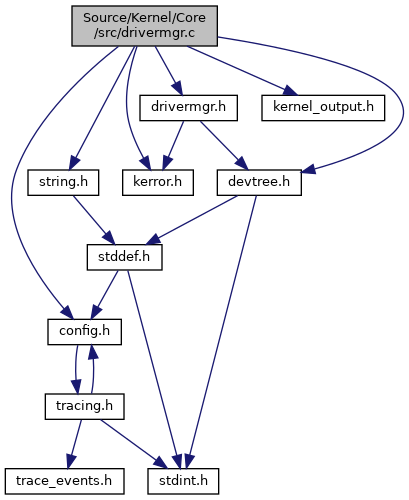 Source/Kernel/Core
/src/drivermgr.c
drivermgr.h
kernel_output.h
string.h
kerror.h
devtree.h
stddef.h
config.h
tracing.h
trace_events.h
stdint.h